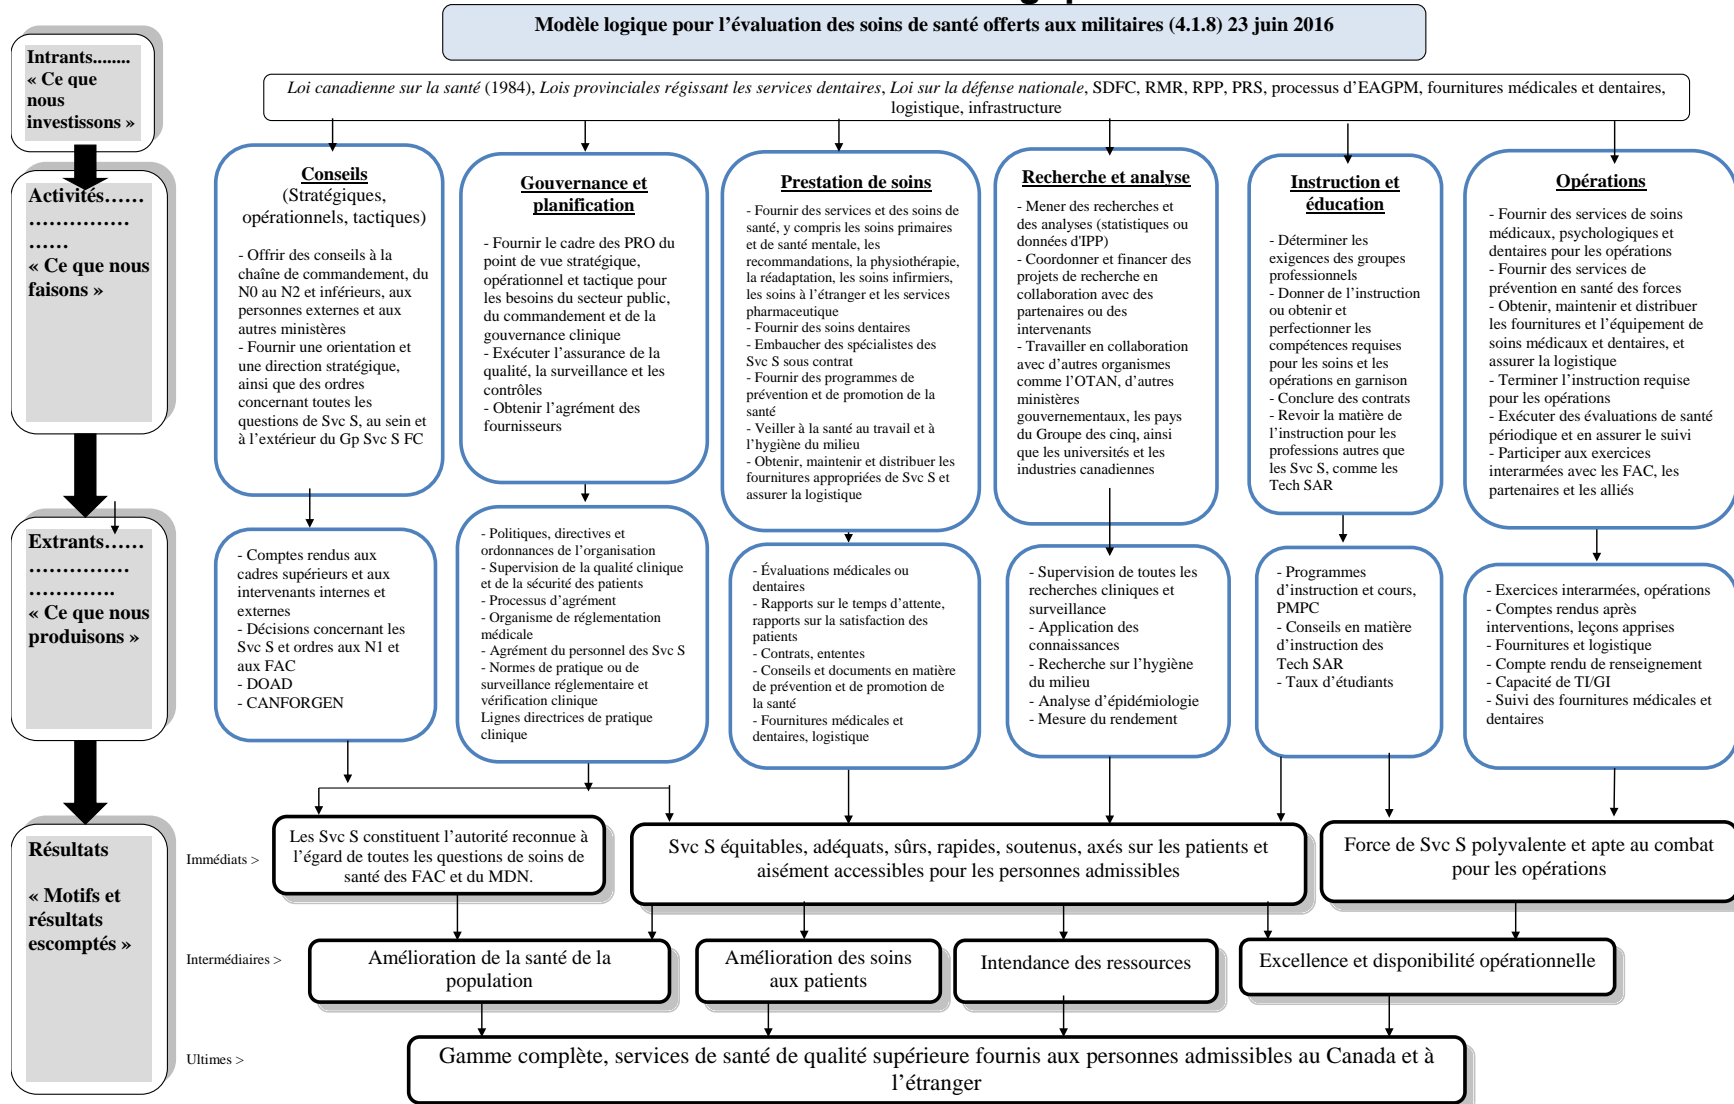 Modèle logique pour l'évaluation des soins de santé offerts aux militaires (4.1.8) 23 juin 2016
Intrants........
« Ce que
nous
investissons »
Loi canadienne sur la santé (1984), Lois provinciales régissant les services dentaires, Loi sur la défense nationale, SDFC, RMR, RPP, PRS, processus d'EAGPM, fournitures médicales et dentaires,
logistique, infrastructure
Activités……
……………
……
« Ce que nous
faisons »
Conseils
(Stratégiques,
opérationnels, tactiques)
- Offrir des conseils à la
chaîne de commandement, du
N0 au N2 et inférieurs, aux
personnes externes et aux
autres ministères
- Fournir une orientation et
une direction stratégique,
ainsi que des ordres
concernant toutes les
questions de Svc S, au sein et
à l'extérieur du Gp Svc S FC
Gouvernance et
planification
- Fournir le cadre des PRO du
point de vue stratégique,
opérationnel et tactique pour
les besoins du secteur public,
du commandement et de la
gouvernance clinique
- Exécuter l'assurance de la
qualité, la surveillance et les
contrôles
- Obtenir l'agrément des
fournisseurs
Prestation de soins
- Fournir des services et des soins de
santé, y compris les soins primaires
et de santé mentale, les
recommandations, la physiothérapie,
la réadaptation, les soins infirmiers,
les soins à l'étranger et les services
pharmaceutique
- Fournir des soins dentaires
- Embaucher des spécialistes des
Svc S sous contrat
- Fournir des programmes de
prévention et de promotion de la
santé
- Veiller à la santé au travail et à
l'hygiène du milieu
- Obtenir, maintenir et distribuer les
fournitures appropriées de Svc S et
assurer la logistique
Recherche et analyse
- Mener des recherches et
des analyses (statistiques ou
données d'IPP)
- Coordonner et financer des
projets de recherche en
collaboration avec des
partenaires ou des
intervenants
- Travailler en collaboration
avec d'autres organismes
comme l'OTAN, d'autres
ministères
gouvernementaux, les pays
du Groupe des cinq, ainsi
que les universités et les
industries canadiennes
Instruction et
éducation
- Déterminer les
exigences des groupes
professionnels
- Donner de l'instruction
ou obtenir et
perfectionner les
compétences requises
pour les soins et les
opérations en garnison
- Conclure des contrats
- Revoir la matière de
l'instruction pour les
professions autres que
les Svc S, comme les
Tech SAR
Opérations
- Fournir des services de soins
médicaux, psychologiques et
dentaires pour les opérations
- Fournir des services de
prévention en santé des forces
- Obtenir, maintenir et distribuer
les fournitures et l'équipement de
soins médicaux et dentaires, et
assurer la logistique
- Terminer l'instruction requise
pour les opérations
- Exécuter des évaluations de santé
périodique et en assurer le suivi
- Participer aux exercices
interarmées avec les FAC, les
partenaires et les alliés
Extrants……
……………
………….
« Ce que nous
produisons »
- Comptes rendus aux
cadres supérieurs et aux
intervenants internes et
externes
- Décisions concernant les
Svc S et ordres aux N1 et
aux FAC
- DOAD
- CANFORGEN
- Politiques, directives et
ordonnances de l'organisation
- Supervision de la qualité clinique
et de la sécurité des patients
- Processus d'agrément
- Organisme de réglementation
médicale
- Agrément du personnel des Svc S
- Normes de pratique ou de
surveillance réglementaire et
vérification clinique
Lignes directrices de pratique
clinique
- Évaluations médicales ou
dentaires
- Rapports sur le temps d'attente,
rapports sur la satisfaction des
patients
- Contrats, ententes
- Conseils et documents en matière
de prévention et de promotion de
la santé
- Fournitures médicales et
dentaires, logistique
- Supervision de toutes les
recherches cliniques et
surveillance
- Application des
connaissances
- Recherche sur l'hygiène
du milieu
- Analyse d'épidémiologie
- Mesure du rendement
- Programmes
d'instruction et cours,
PMPC
- Conseils en matière
d'instruction des
Tech SAR
- Taux d'étudiants
- Exercices interarmées, opérations
- Comptes rendus après
interventions, leçons apprises
- Fournitures et logistique
- Compte rendu de renseignement
- Capacité de TI/GI
- Suivi des fournitures médicales et
dentaires
Résultats
« Motifs et
résultats
escomptés »
Immédiats >
Les Svc S constituent l'autorité reconnue à
l'égard de toutes les questions de soins de
santé des FAC et du MDN.
Svc S équitables, adéquats, sûrs, rapides, soutenus, axés sur les patients et
aisément accessibles pour les personnes admissibles
Force de Svc S polyvalente et apte au combat
pour les opérations
Intermédiaires >
Amélioration de la santé de la
population
Amélioration des soins
aux patients
Intendance des ressources
Excellence et disponibilité opérationnelle
Ultimes >
Gamme complète, services de santé de qualité supérieure fournis aux personnes admissibles au Canada et à
l'étranger